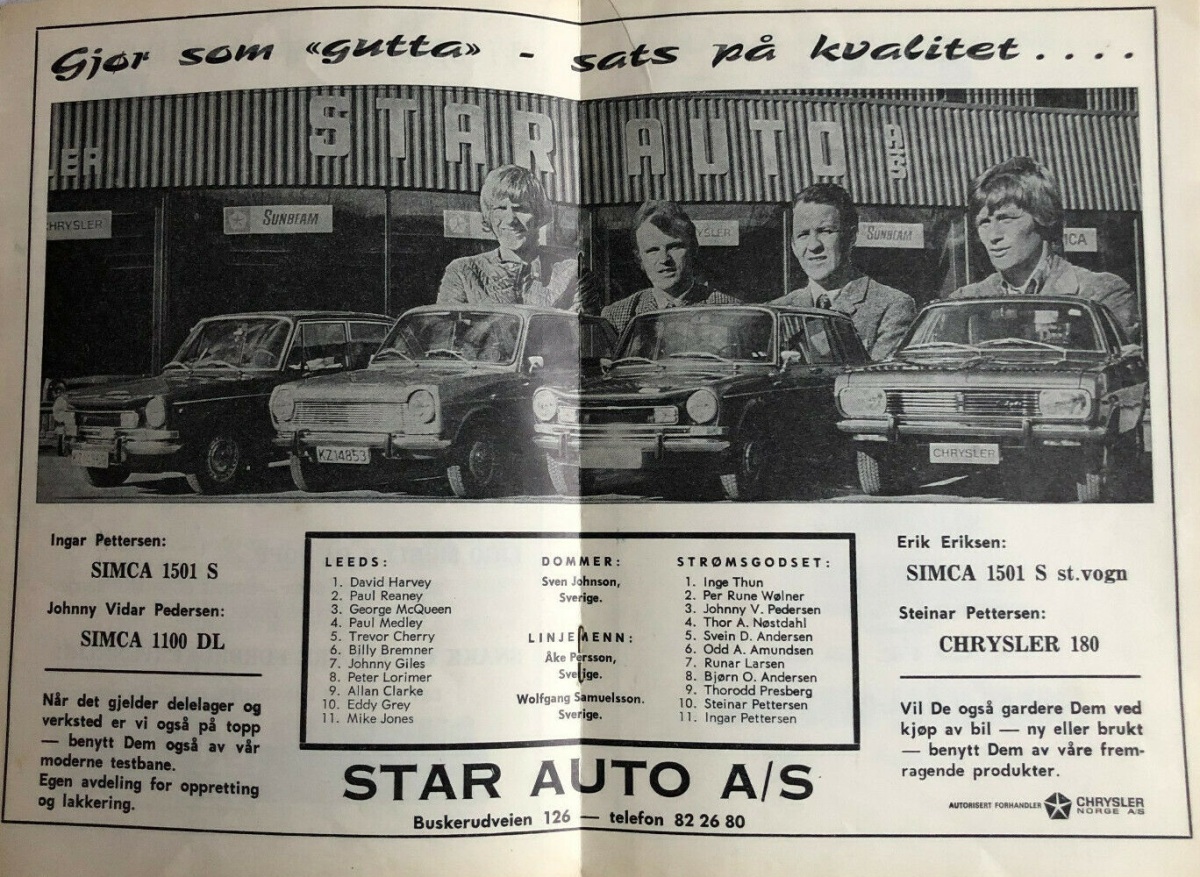 Gjør som «gutta» - sats på kvalitet....
STAR AUTO A/S
LER
CHRYSLER
SUNBEAM
YSLER
SUNBEAM
MCA
KZ14853
CHRYSLER
Ingar Pettersen:
SIMCA 1501 S
Johnny Vidar Pedersen:
SIMCA 1100 DL
Når det gjelder delelager og
verksted er vi også på topp
— benytt Dem også av vår
moderne testbane.
Egen avdeling for oppretting
og lakkering.
LEEDS:
1. David Harvey
2. Paul Reaney
3. George McQueen
4. Paul Medley
5. Trevor Cherry
6. Billy Bremner
7. Johnny Giles
8. Peter Lorimer
9. Allan Clarke
10. Eddy Grey
11. Mike Jones
DOMMER:
Sven Johnson,
Sverige.
LINJEMENN:
Åke Persson,
Sverige.
Wolfgang Samuelsson.
Sverige.
STRØMSGODSET:
1. Inge Thun
2. Per Rune Wølner
3. Johnny V. Pedersen
4. Thor A. Nøstdahl
5. Svein D. Andersen
6. Odd A. Amundsen
7. Runar Larsen
8. Bjørn O. Andersen
9. Thorodd Presberg
10. Steinar Pettersen
11. Ingar Pettersen
Erik Eriksen:
SIMCA 1501 S st.vogn
Steinar Pettersen:
CHRYSLER 180
Vil De også gardere Dem ved
kjøp av bil — ny eller brukt
— benytt Dem av våre frem-
ragende produkter.
STAR AUTO A/S
Buskerudveien 126 — telefon 82 26 80
AUTORISERT FORHANDLER
CHRYSLER
NORGE A/S